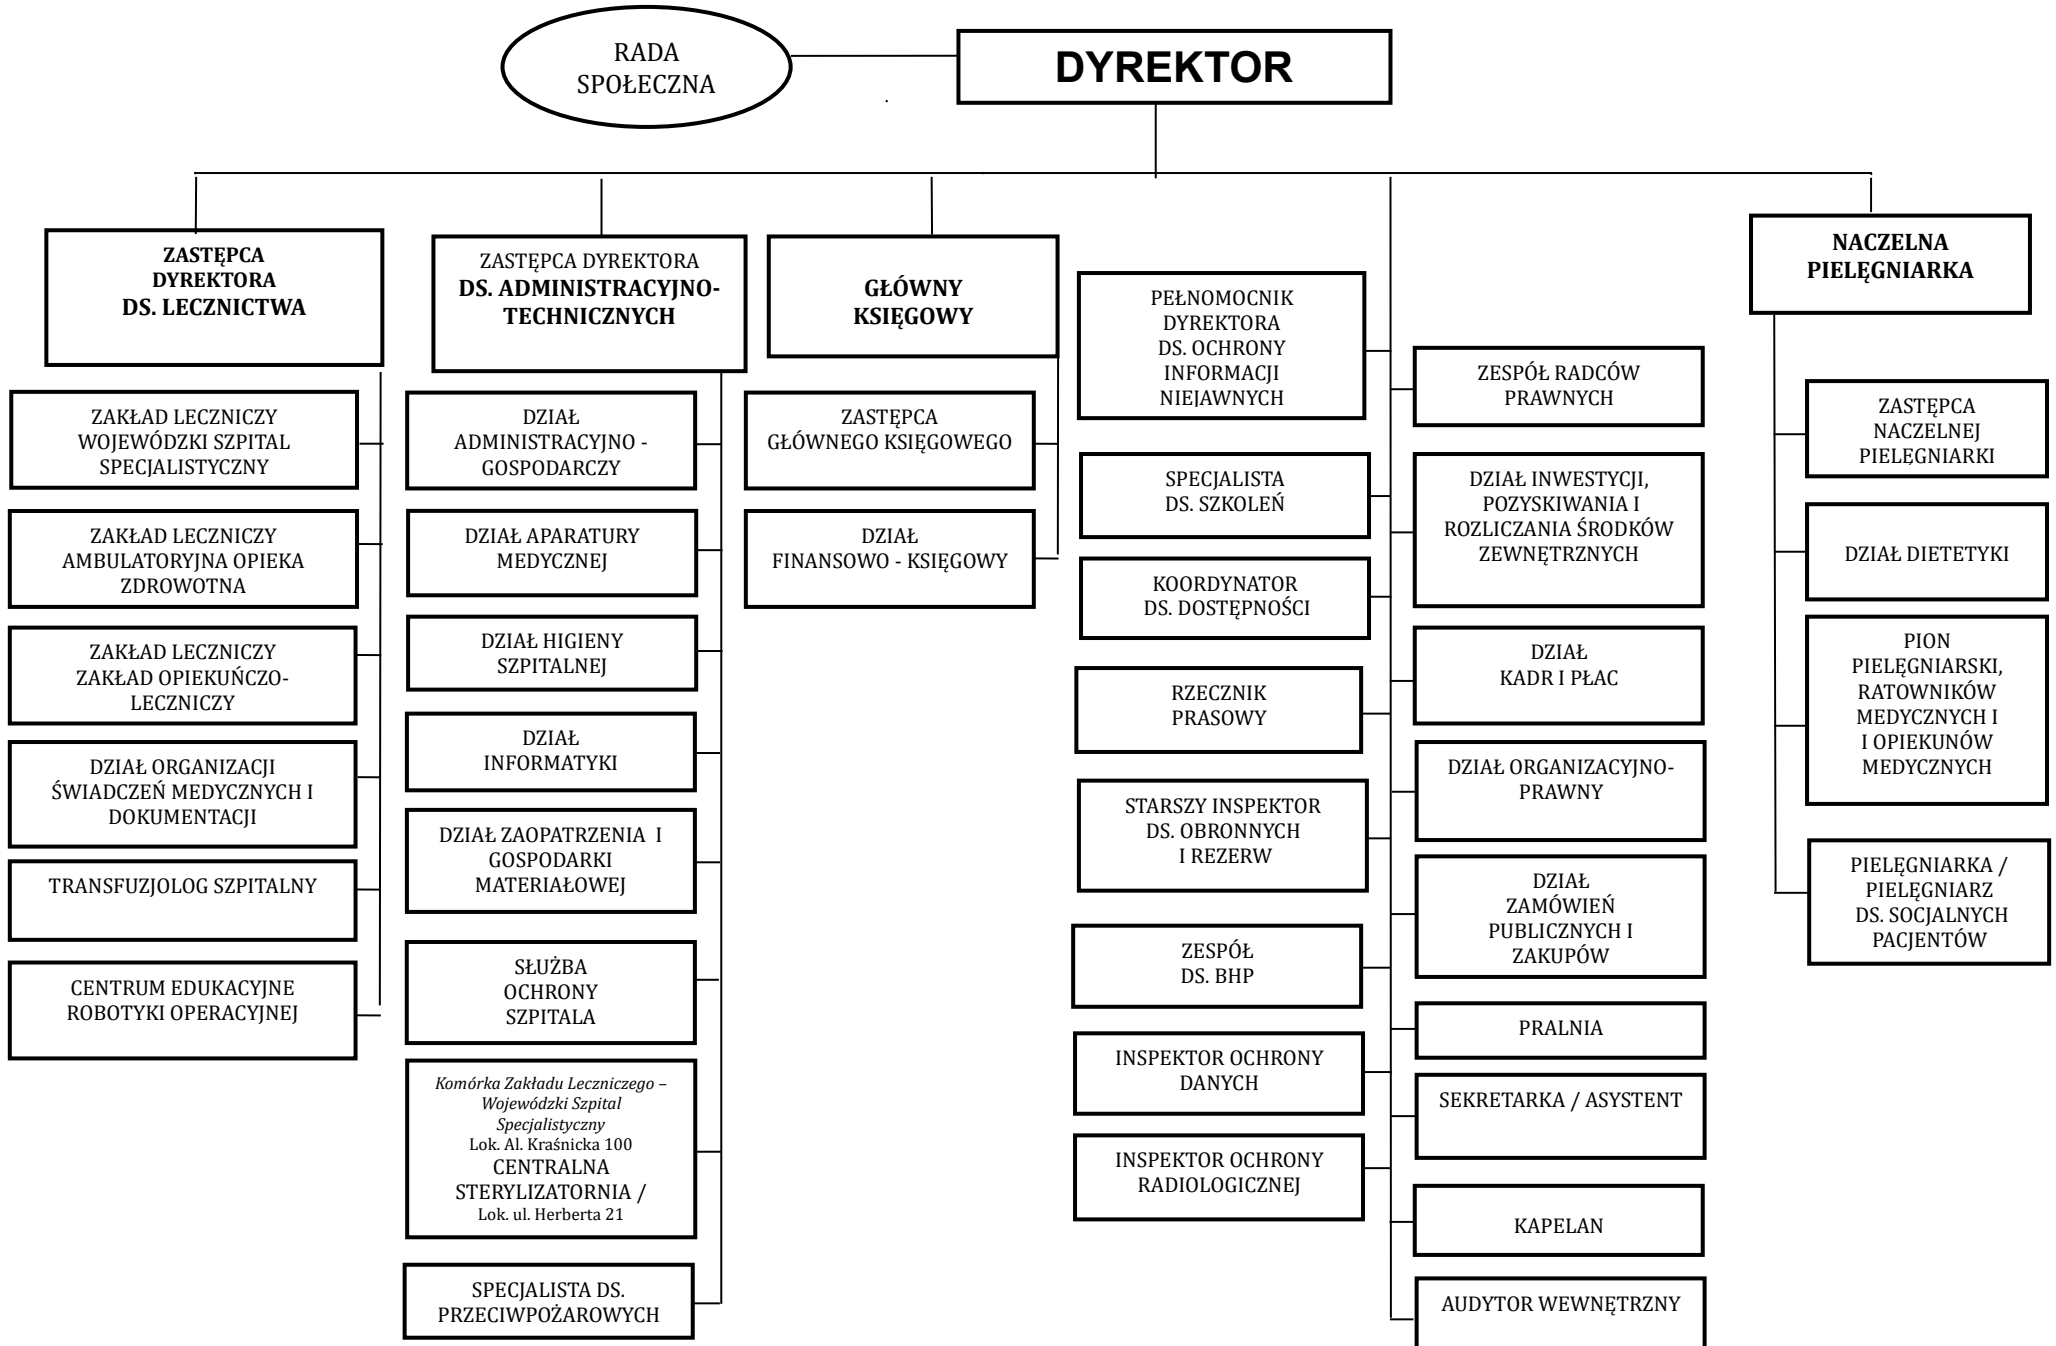 RADA
SPOŁECZNA
DYREKTOR
ZASTĘPCA
DYREKTORA
DS. LECZNICTWA
ZAKŁAD LECZNICZY
WOJEWÓDZKI SZPITAL
SPECJALISTYCZNY
ZAKŁAD LECZNICZY
AMBULATORYJNA OPIEKA
ZDROWOTNA
ZAKŁAD LECZNICZY
ZAKŁAD OPIEKUŃCZO-
LECZNICZY
DZIAŁ ORGANIZACJI
ŚWIADCZEŃ MEDYCZNYCH I
DOKUMENTACJI
TRANSFUZJOLOG SZPITALNY
CENTRUM EDUKACYJNE
ROBOTYKI OPERACYJNEJ
ZASTĘPCA DYREKTORA
DS. ADMINISTRACYJNO-
TECHNICZNYCH
DZIAŁ
ADMINISTRACYJNO -
GOSPODARCZY
DZIAŁ APARATURY
MEDYCZNEJ
DZIAŁ HIGIENY
SZPITALNEJ
DZIAŁ
INFORMATYKI
DZIAŁ ZAOPATRZENIA I
GOSPODARKI
MATERIAŁOWEJ
SŁUŻBA
OCHRONY
SZPITALA
Komórka Zakładu Leczniczego –
Wojewódzki Szpital
Specjalistyczny
Lok. Al. Kraśnicka 100
CENTRALNA
STERYLIZATORNIA /
Lok. ul. Herberta 21
SPECJALISTA DS.
PRZECIWPOŻAROWYCH
GŁÓWNY
KSIĘGOWY
ZASTĘPCA
GŁÓWNEGO KSIĘGOWEGO
DZIAŁ
FINANSOWO - KSIĘGOWY
PEŁNOMOCNIK
DYREKTORA
DS. OCHRONY
INFORMACJI
NIEJAWNYCH
SPECJALISTA
DS. SZKOLEŃ
KOORDYNATOR
DS. DOSTĘPNOŚCI
RZECZNIK
PRASOWY
STARSZY INSPEKTOR
DS. OBRONNYCH
I REZERW
ZESPÓŁ
DS. BHP
INSPEKTOR OCHRONY
DANYCH
INSPEKTOR OCHRONY
RADIOLOGICZNEJ
ZESPÓŁ RADCÓW
PRAWNYCH
DZIAŁ INWESTYCJI,
POZYSKIWANIA I
ROZLICZANIA ŚRODKÓW
ZEWNĘTRZNYCH
DZIAŁ
KADR I PŁAC
DZIAŁ ORGANIZACYJNO-
PRAWNY
DZIAŁ
ZAMÓWIEŃ
PUBLICZNYCH I
ZAKUPÓW
PRALNIA
SEKRETARKA / ASYSTENT
KAPELAN
AUDYTOR WEWNĘTRZNY
NACZELNA
PIELĘGNIARKA
ZASTĘPCA
NACZELNEJ
PIELĘGNIARKI
DZIAŁ DIETETYKI
PION
PIELĘGNIARSKI,
RATOWNIKÓW
MEDYCZNYCH I
I OPIEKUNÓW
MEDYCZNYCH
PIELĘGNIARKA /
PIELĘGNIARZ
DS. SOCJALNYCH
PACJENTÓW